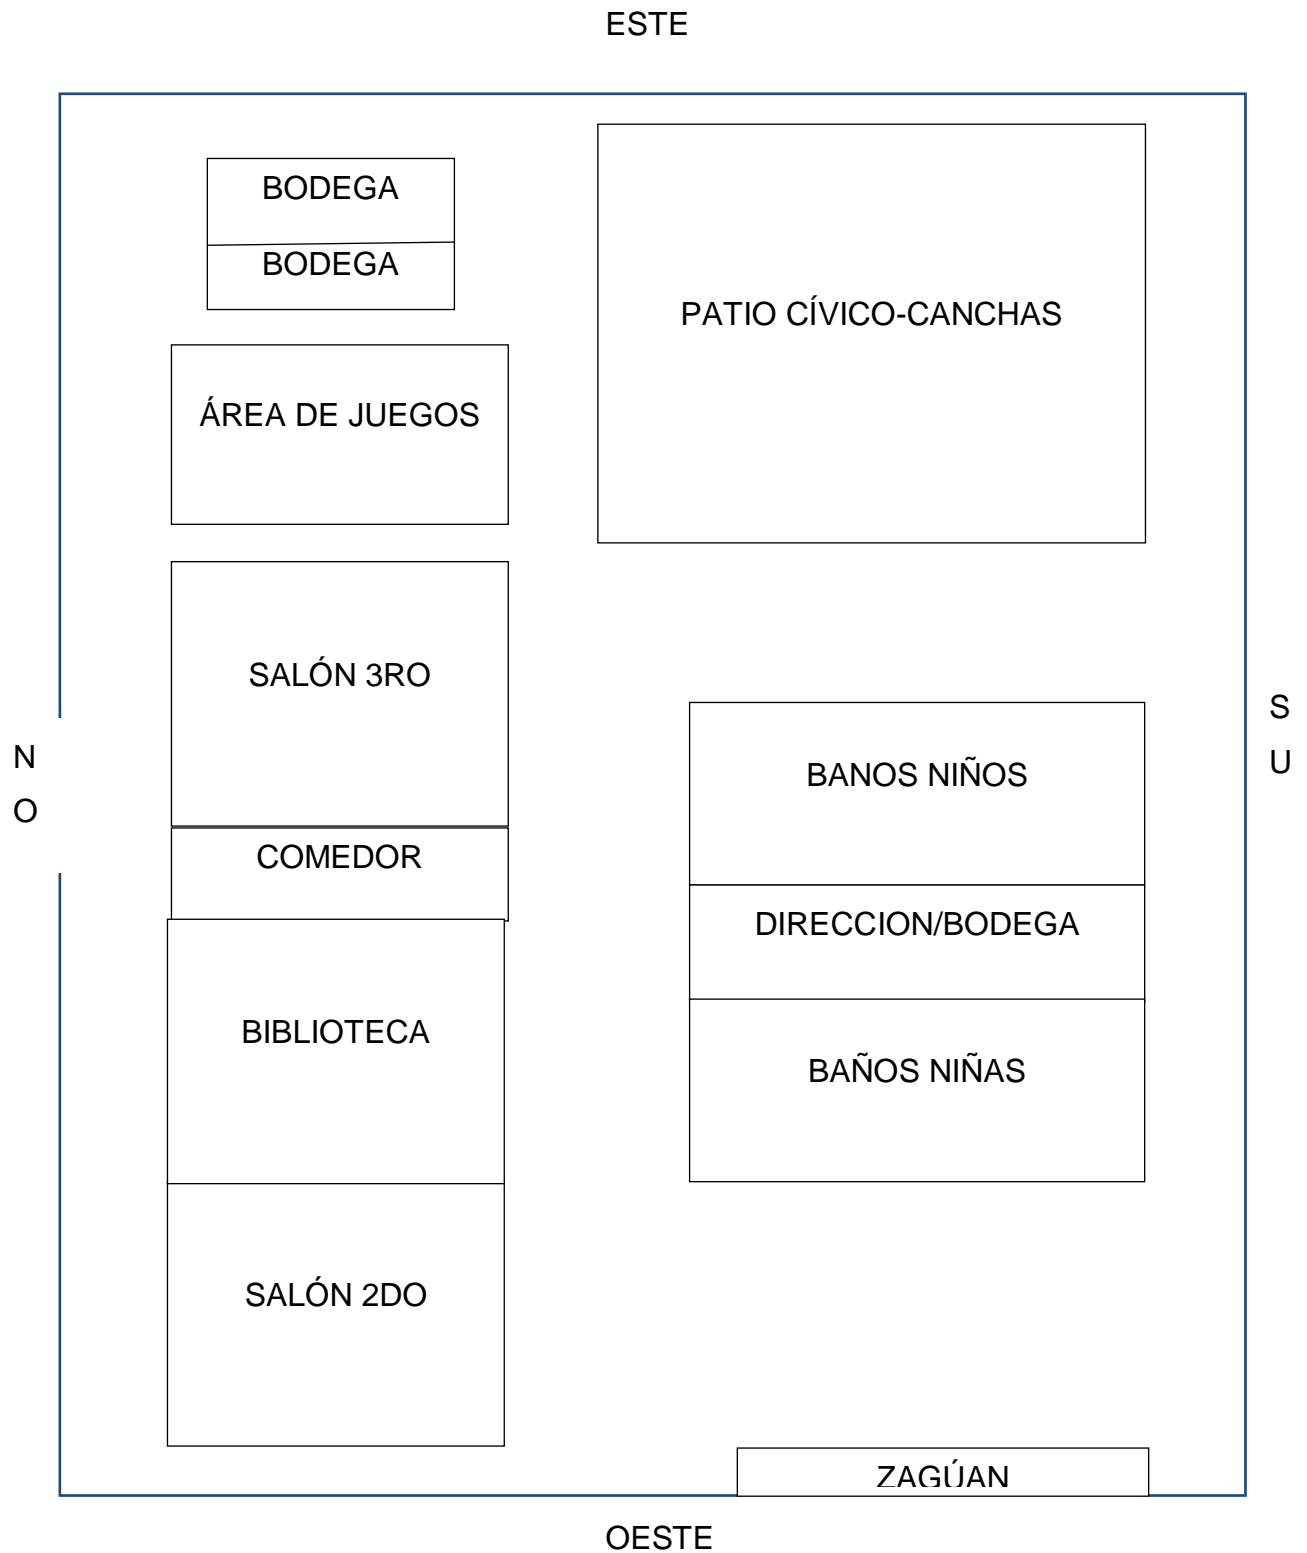 ESTE
BODEGA
BODEGA
PATIO CÍVICO-CANCHAS
ÁREA DE JUEGOS
SALÓN 3RO
N
O
S
U
BANOS NIÑOS
COMEDOR
DIRECCION/BODEGA
BIBLIOTECA
BAÑOS NIÑAS
SALÓN 2DO
ZAGÚAN
OESTE